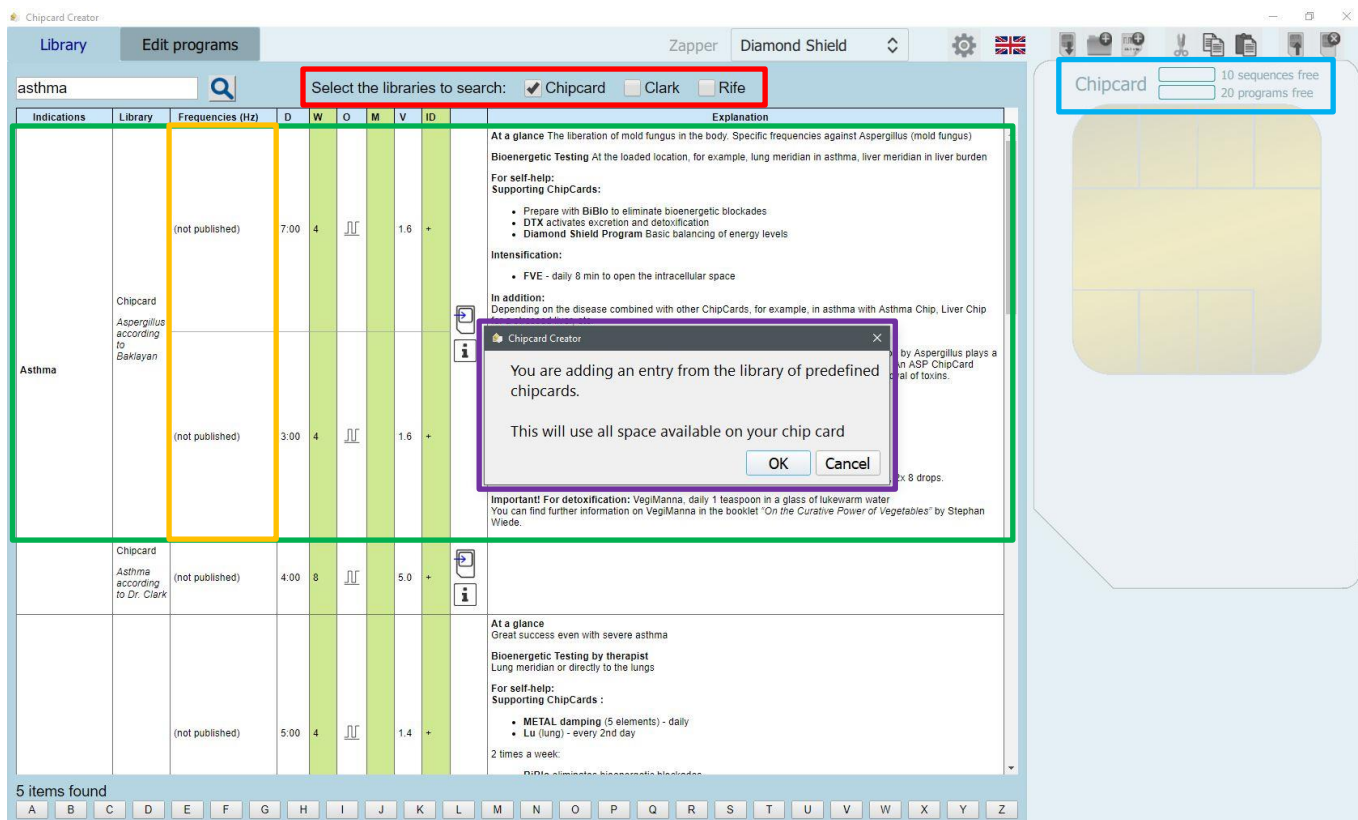 Chipcard Creator
Library
Edit programs
Zapper
Diamond Shield
asthma
Select the libraries to search:
Chipcard
Clark
Rife
Chipcard
10 sequences free
20 programs free
Indications
Library
Frequencies (Hz)
D
W
O
M
V
ID
Explanation
Asthma
Chipcard
Aspergillus
according
to
Baklayan
(not published)
7:00
4
1.6
+
(not published)
3:00
4
1.6
+
At a glance The liberation of mold fungus in the body. Specific frequencies against Aspergillus (mold fungus)
Bioenergetic Testing At the loaded location, for example, lung meridian in asthma, liver meridian in liver burden
For self-help:
Supporting ChipCards:
• Prepare with BiBlo to eliminate bioenergetic blockades
• DTX activates excretion and detoxification
• Diamond Shield Program Basic balancing of energy levels
Intensification:
• FVE - daily 8 min to open the intracellular space
In addition:
Depending on the disease combined with other ChipCards, for example, in asthma with Asthma Chip, Liver Chip
by Aspergillus plays a
An ASP ChipCard
of toxins.
Chipcard Creator
You are adding an entry from the library of predefined
chipcards.
This will use all space available on your chip card
OK
Cancel
2x 8 drops.
Important! For detoxification: VegiManna, daily 1 teaspoon in a glass of lukewarm water
You can find further information on VegiManna in the booklet "On the Curative Power of Vegetables" by Stephan
Wiede.
Chipcard
Asthma
according
to Dr. Clark
(not published)
4:00
8
5.0
+
(not published)
5:00
4
1.4
+
At a glance
Great success even with severe asthma
Bioenergetic Testing by therapist
Lung meridian or directly to the lungs
For self-help:
Supporting ChipCards :
• METAL damping (5 elements) - daily
• Lu (lung) - every 2nd day
2 times a week:
5 items found
A B C D E F G H I J K L M N O P Q R S T U V W X Y Z